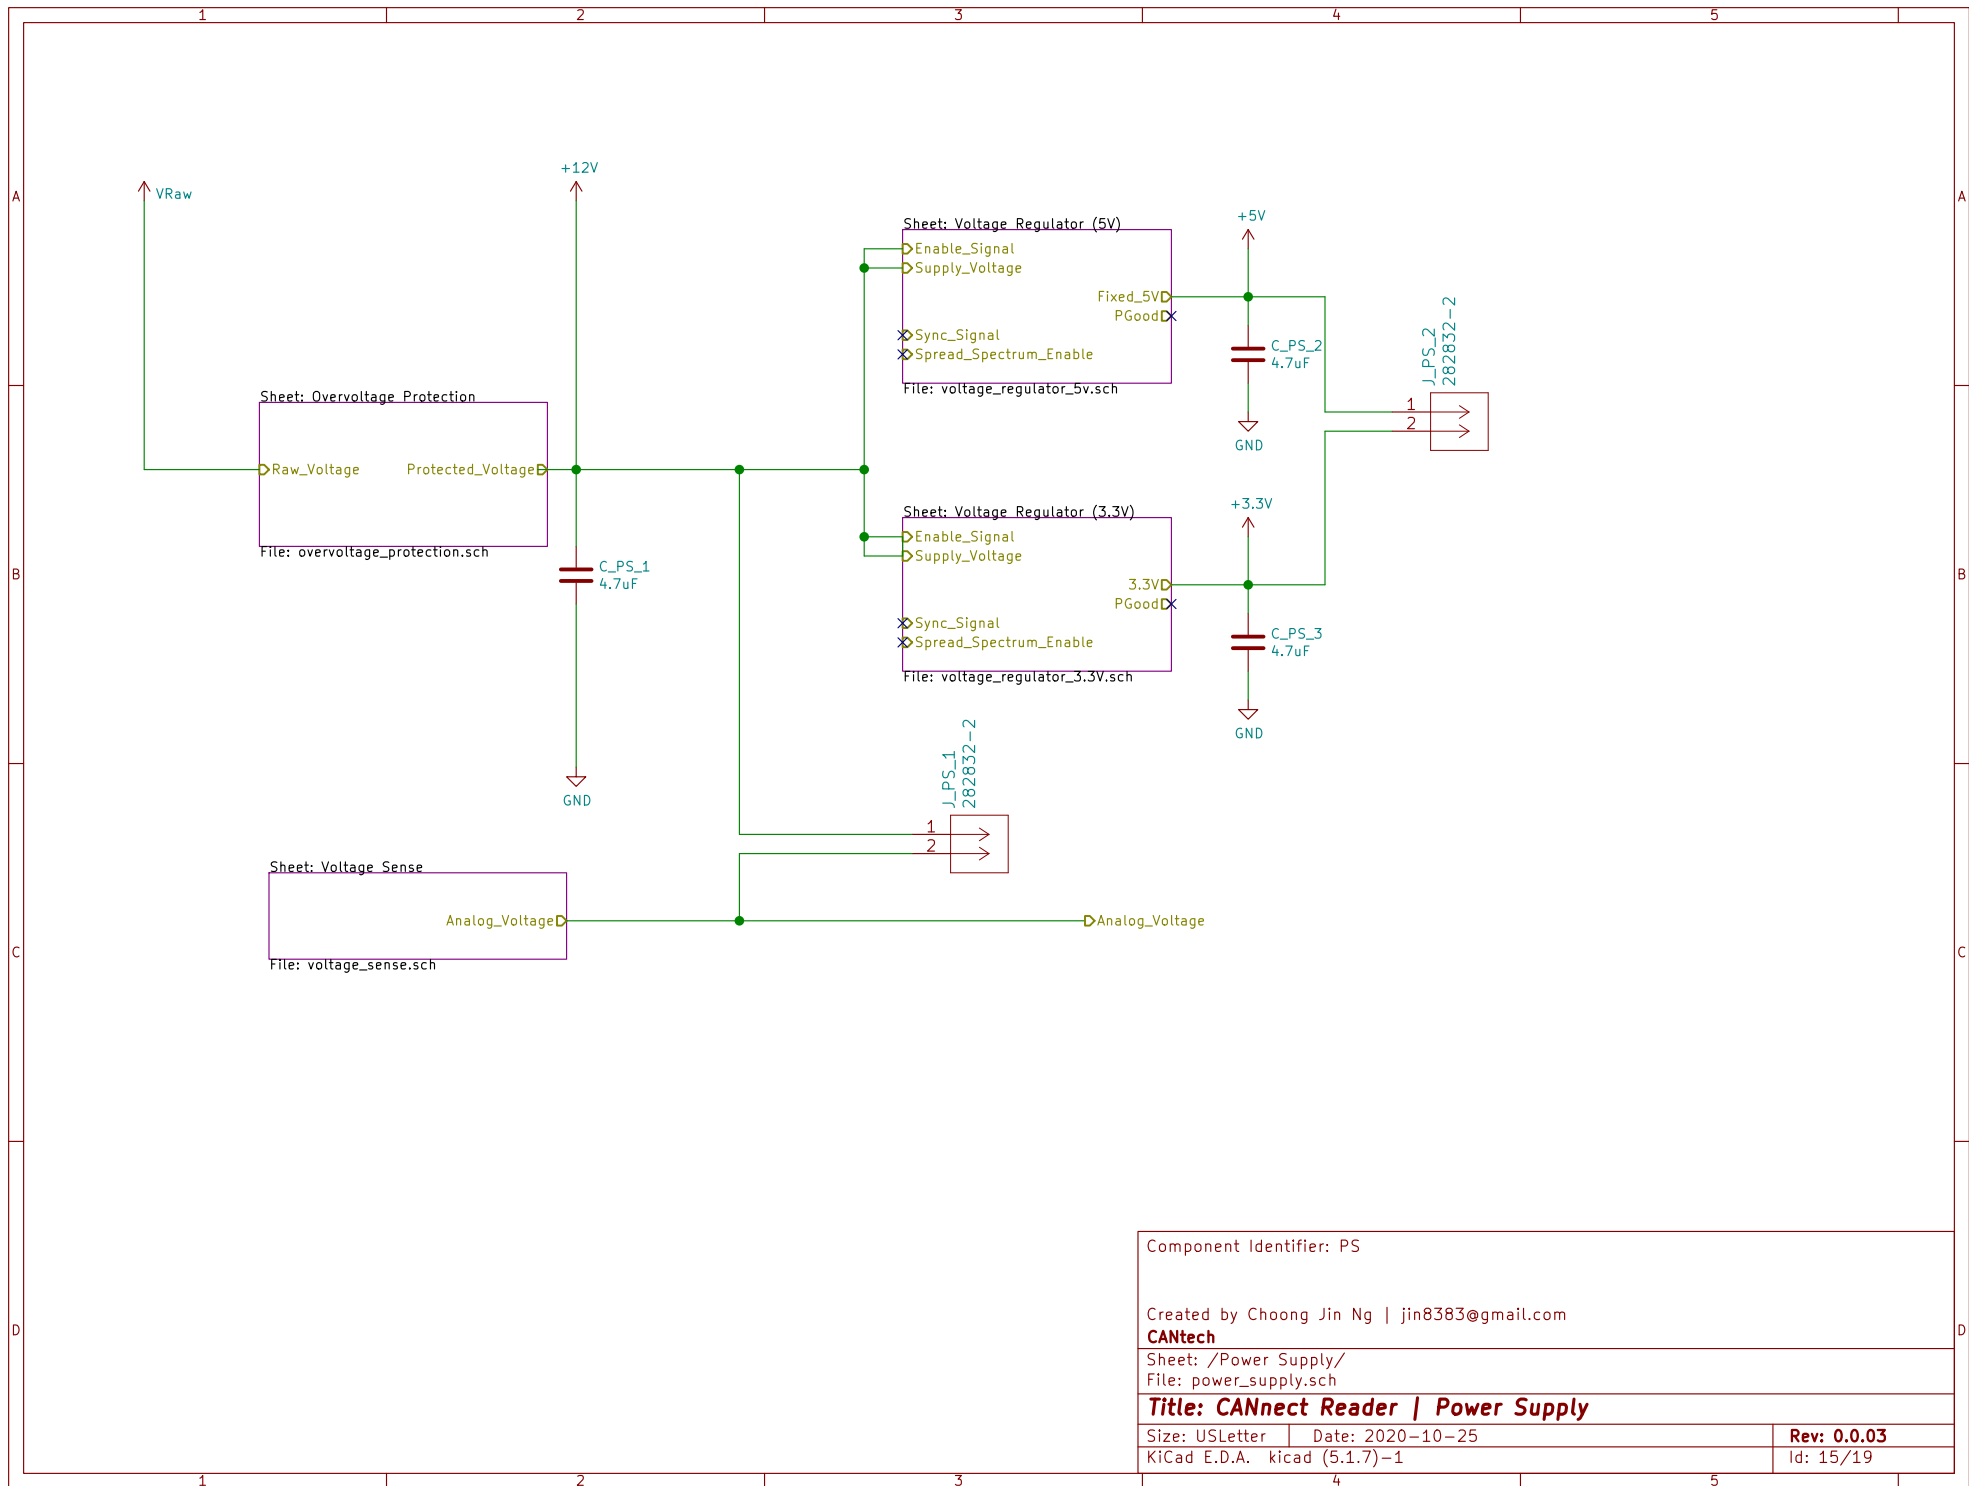 1 2 3 4 5
A A
B B
C C
D D
VRaw
+12V
Sheet: Overvoltage Protection
Raw_Voltage
Protected_Voltage
File: overvoltage_protection.sch
C_PS_1
4.7uF
GND
Sheet: Voltage Regulator (5V)
Enable_Signal
Supply_Voltage
Fixed_5V
PGood
Sync_Signal
Spread_Spectrum_Enable
File: voltage_regulator_5v.sch
+5V
C_PS_2
4.7uF
GND
J_PS_2
282832-2
1
2
Sheet: Voltage Regulator (3.3V)
Enable_Signal
Supply_Voltage
3.3V
PGood
Sync_Signal
Spread_Spectrum_Enable
File: voltage_regulator_3.3V.sch
+3.3V
C_PS_3
4.7uF
GND
J_PS_1
282832-2
1
2
Sheet: Voltage Sense
Analog_Voltage
File: voltage_sense.sch
Analog_Voltage
Component Identifier: PS
Created by Choong Jin Ng | jin8383@gmail.com
CANtech
Sheet: /Power Supply/
File: power_supply.sch
Title: CANnect Reader | Power Supply
Size: USLetter Date: 2020-10-25 Rev: 0.0.03
KiCad E.D.A. kicad (5.1.7)-1 Id: 15/19
1 2 3 4 5